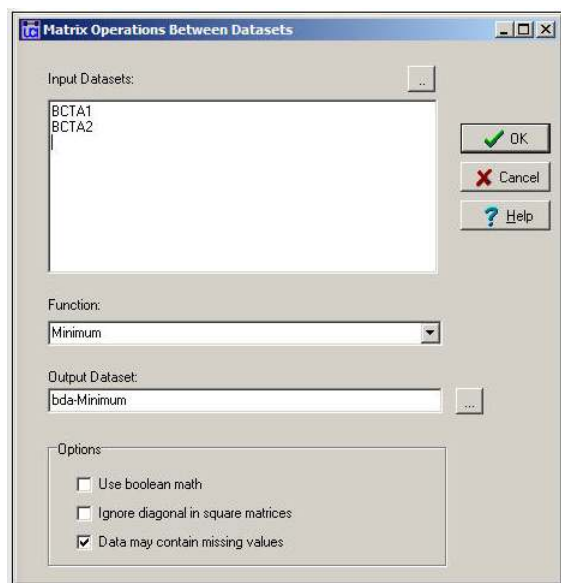 Matrix Operations Between Datasets
Input Datasets:
..
BCTA1
BCTA2
OK
Cancel
? Help
Function:
Minimum
Output Dataset:
bda-Minimum
...
Options
Use boolean math
Ignore diagonal in square matrices
Data may contain missing values